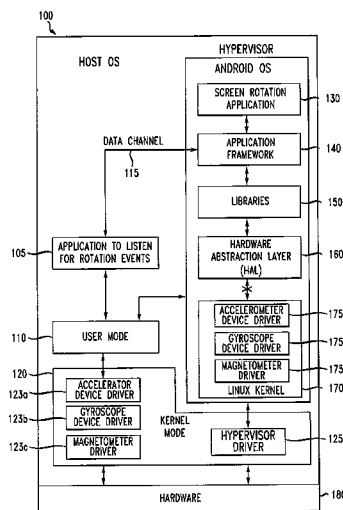 100
HOST OS
HYPERVISOR
ANDROID OS
SCREEN ROTATION
APPLICATION
130
DATA CHANNEL
115
APPLICATION
FRAMEWORK
140
LIBRARIES
150
105
APPLICATION TO LISTEN
FOR ROTATION EVENTS
HARDWARE
ABSTRACTION LAYER
(HAL)
160
110
USER MODE
ACCELEROMETER
DEVICE DRIVER
175
GYROSCOPE
DEVICE DRIVER
175
MAGNETOMETER
DRIVER
175
LINUX KERNEL
170
120
123a
ACCELERATOR
DEVICE DRIVER
123b
GYROSCOPE
DEVICE DRIVER
123c
MAGNETOMETER
DRIVER
KERNEL
MODE
HYPERVISOR
DRIVER
125
HARDWARE
180